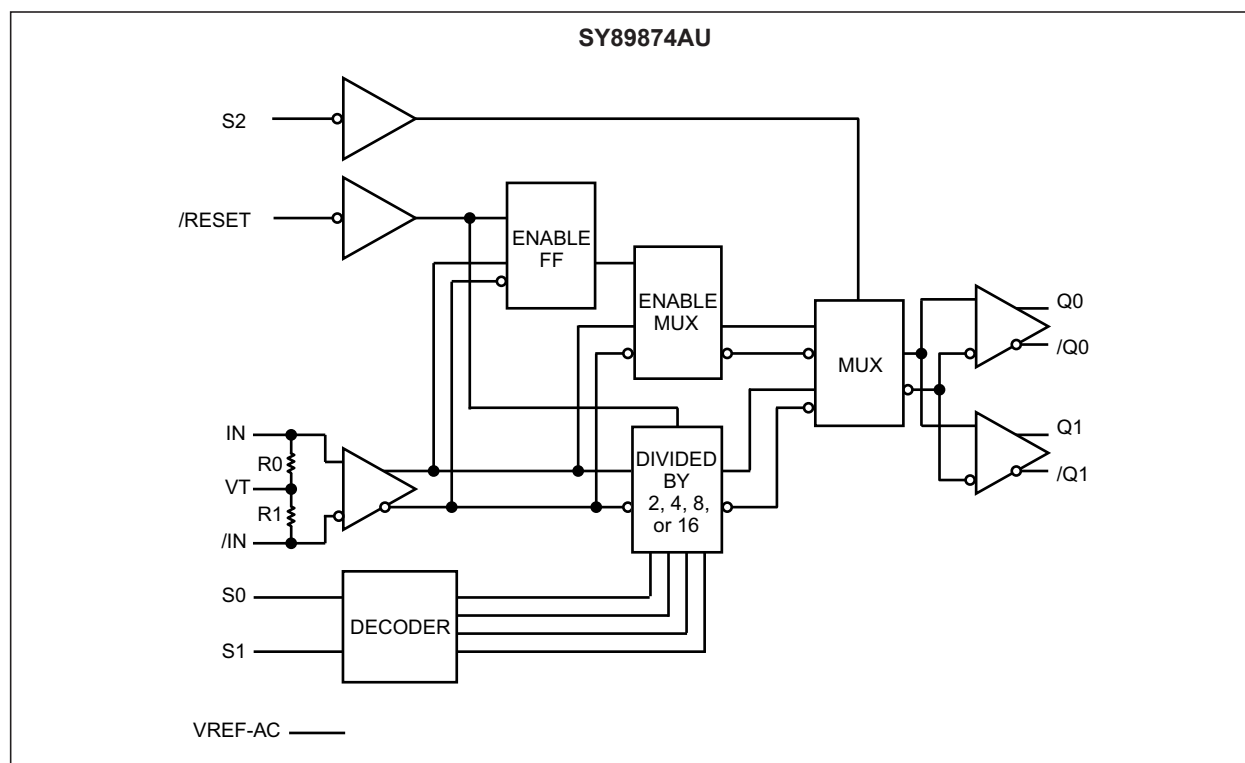 SY89874AU
S2
/RESET
ENABLE
FF
ENABLE
MUX
MUX
Q0
/Q0
Q1
/Q1
IN
R0
VT
R1
/IN
DIVIDED
BY
2, 4, 8,
or 16
S0
S1
DECODER
VREF-AC